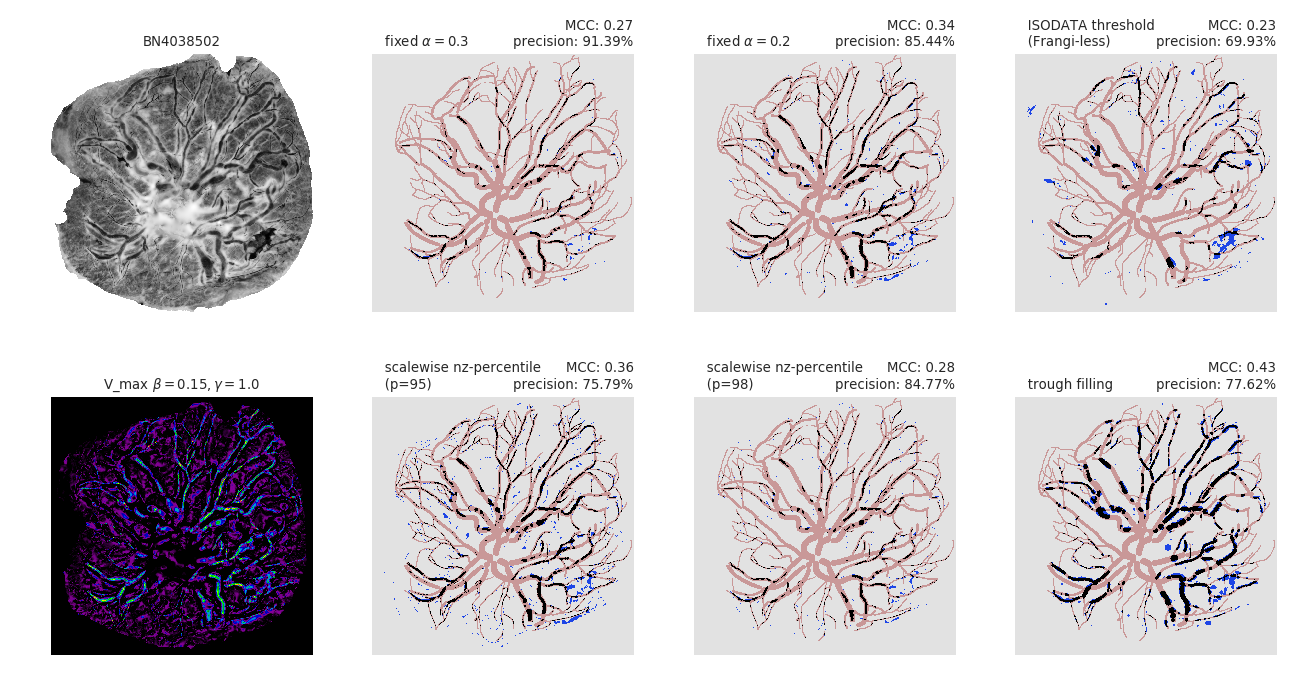 BN4038502
MCC: 0.27
fixed α = 0.3 precision: 91.39%
MCC: 0.34
fixed α = 0.2 precision: 85.44%
ISODATA threshold MCC: 0.23
(Frangi-less) precision: 69.93%
V_max β = 0.15, γ = 1.0
scalewise nz-percentile MCC: 0.36
(p=95) precision: 75.79%
scalewise nz-percentile MCC: 0.28
(p=98) precision: 84.77%
MCC: 0.43
trough filling precision: 77.62%